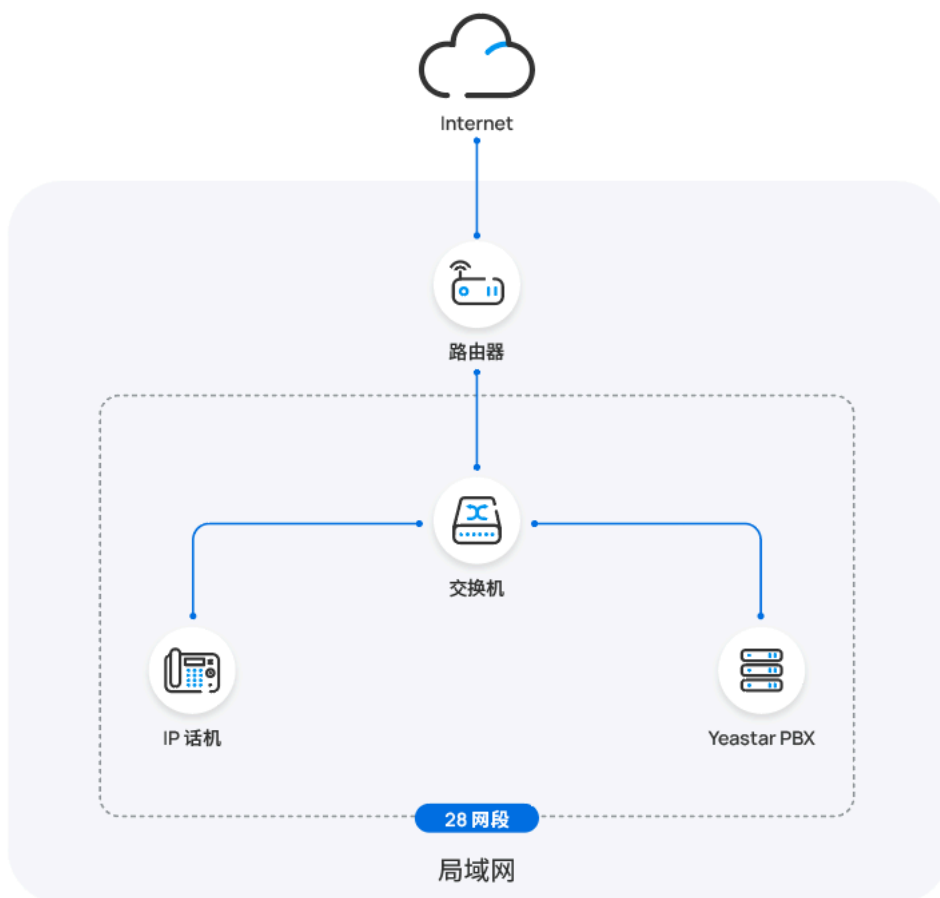 Internet
路由器
交换机
IP 话机
Yeastar PBX
28 网段
局域网